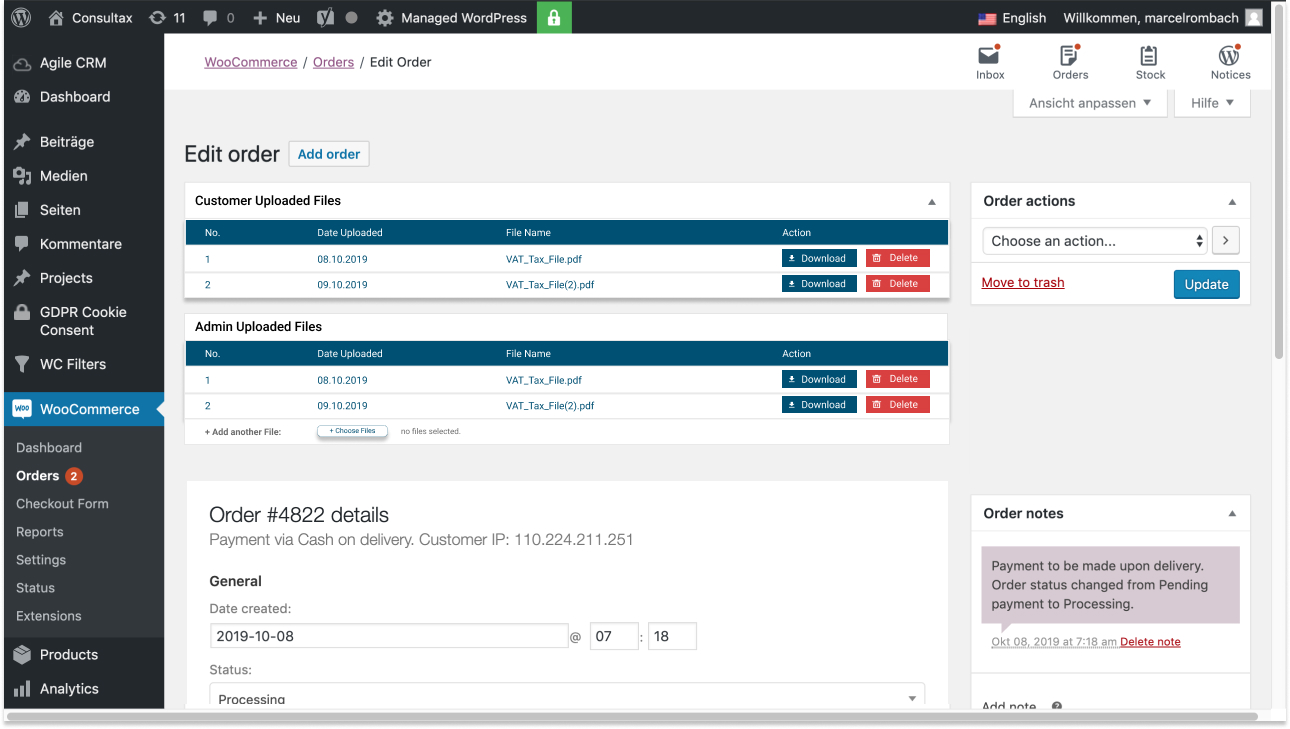 Consultax 11 0 Neu Managed WordPress English Willkommen, marcelrombach
Agile CRM
Dashboard
Beiträge
Medien
Seiten
Kommentare
Projects
GDPR Cookie
Consent
WC Filters
WOO WooCommerce
Dashboard
Orders 2
Checkout Form
Reports
Settings
Status
Extensions
Products
Analytics
WooCommerce / Orders / Edit Order
Inbox Orders Stock Notices
Ansicht anpassen Hilfe
Edit order Add order
Customer Uploaded Files
No. Date Uploaded File Name Action
1 08.10.2019 VAT_Tax_File.pdf Download Delete
2 09.10.2019 VAT_Tax_File(2).pdf Download Delete
Admin Uploaded Files
No. Date Uploaded File Name Action
1 08.10.2019 VAT_Tax_File.pdf Download Delete
2 09.10.2019 VAT_Tax_File(2).pdf Download Delete
+ Add another File: + Choose Files no files selected.
Order #4822 details
Payment via Cash on delivery. Customer IP: 110.224.211.251
General
Date created:
2019-10-08 @ 07 : 18
Status:
Processing
Order actions
Choose an action...
Move to trash Update
Order notes
Payment to be made upon delivery.
Order status changed from Pending
payment to Processing.
Okt 08, 2019 at 7:18 am Delete note
Add note ?